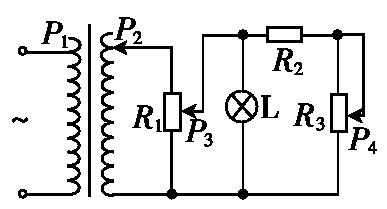 P₁ P₂
R₂
~ R₁ P₃ L R₃ P₄